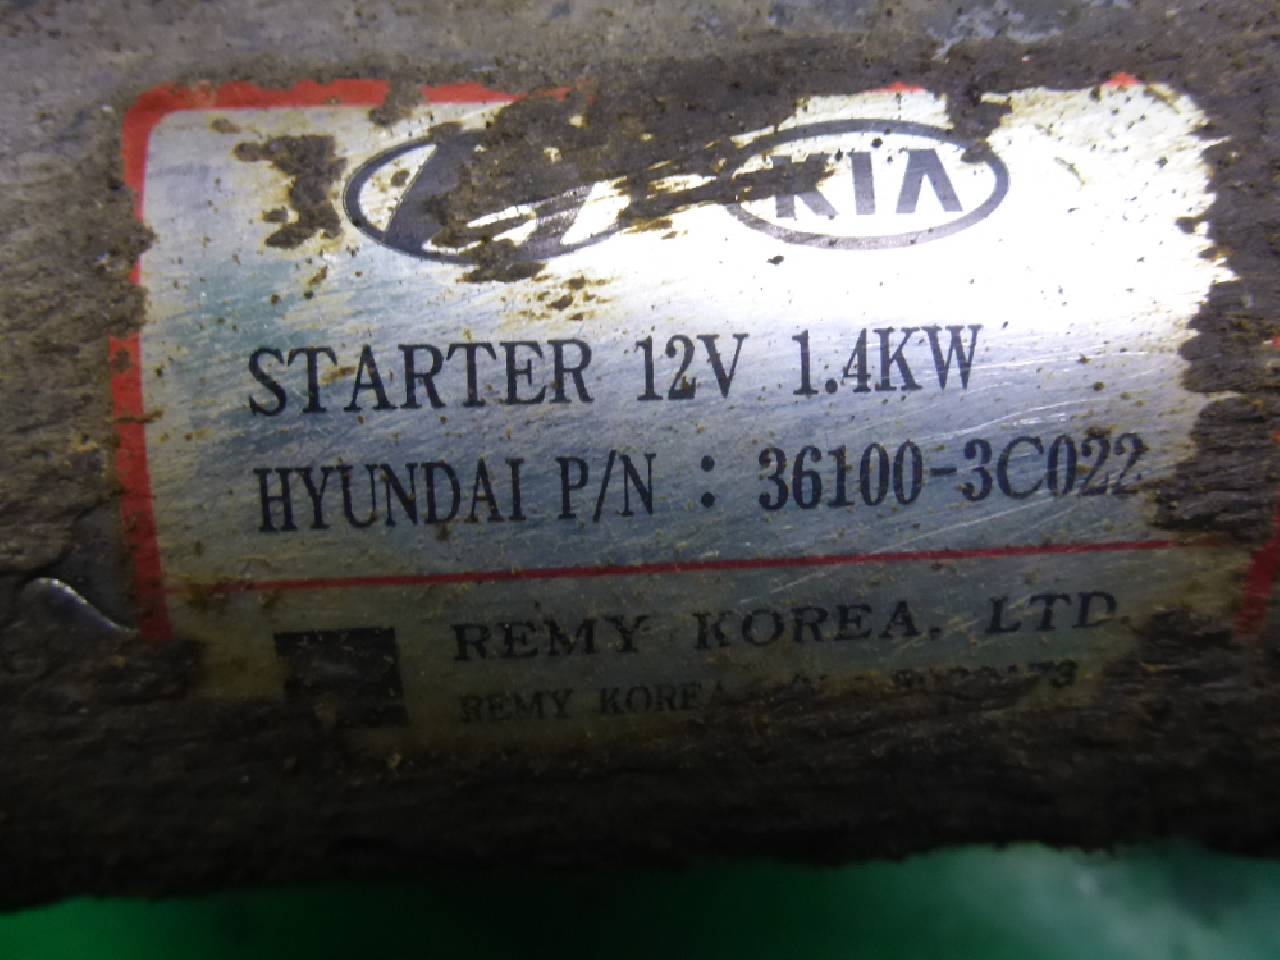 KIA
STARTER 12V 1.4KW
HYUNDAI P/N : 36100-3C022
REMY KOREA. LTD.
REMY KOREA